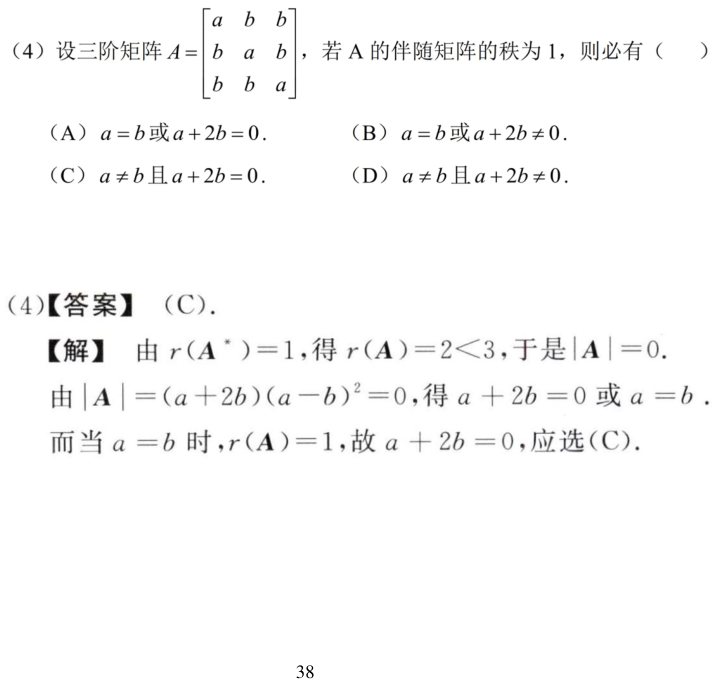 （4）设三阶矩阵 A = [a b b; b a b; b b a]，若 A 的伴随矩阵的秩为 1，则必有（　　）
（A）a = b 或 a + 2b = 0.　　（B）a = b 或 a + 2b ≠ 0.
（C）a ≠ b 且 a + 2b = 0.　　（D）a ≠ b 且 a + 2b ≠ 0.
(4)【答案】 (C).
【解】 由 r(A*)=1,得 r(A)=2<3,于是|A|=0.
由|A|=(a+2b)(a-b)²=0,得 a+2b=0 或 a=b.
而当 a=b 时,r(A)=1,故 a+2b=0,应选(C).
38